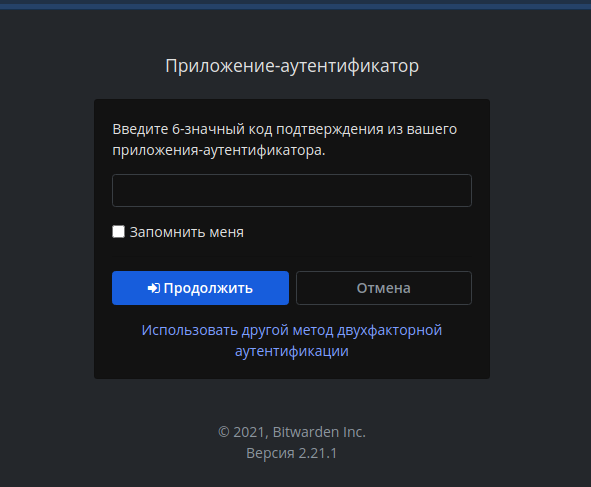 Приложение-аутентификатор
Введите 6-значный код подтверждения из вашего
приложения-аутентификатора.
Запомнить меня
Продолжить
Отмена
Использовать другой метод двухфакторной
аутентификации
© 2021, Bitwarden Inc.
Версия 2.21.1